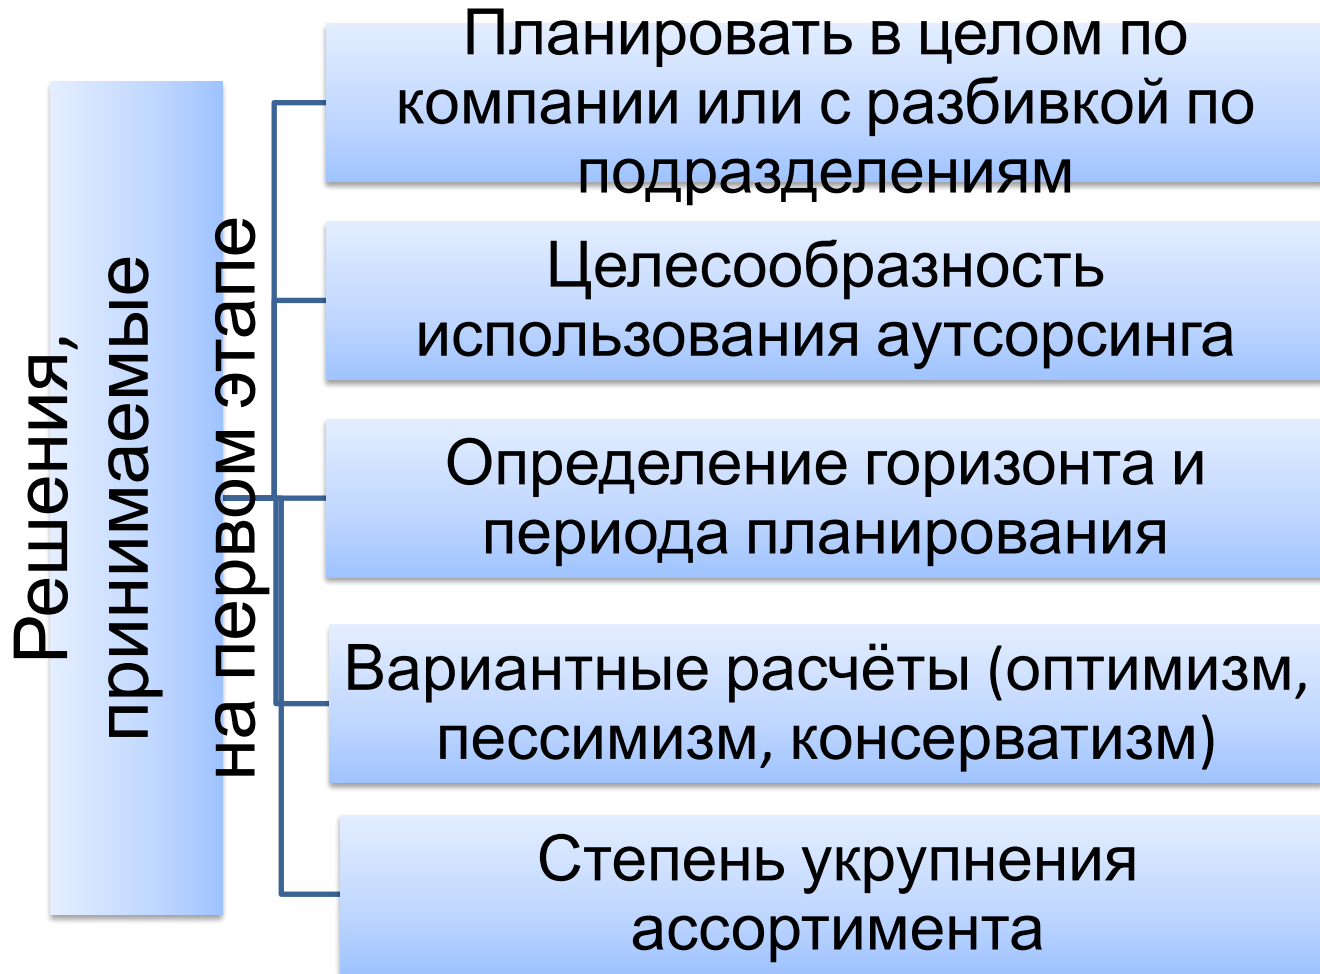 Решения,
принимаемые
на первом этапе
Планировать в целом по
компании или с разбивкой по
подразделениям
Целесообразность
использования аутсорсинга
Определение горизонта и
периода планирования
Вариантные расчёты (оптимизм,
пессимизм, консерватизм)
Степень укрупнения
ассортимента